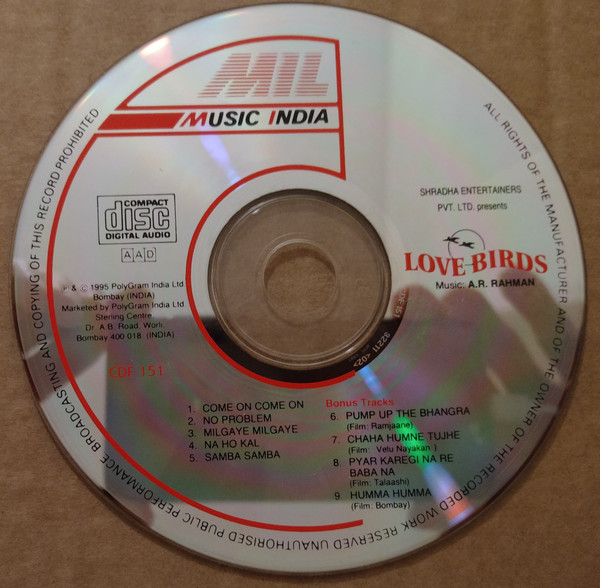 MIL
MUSIC INDIA
COMPACT
disc
DIGITAL AUDIO
AAD
℗ & © 1995 PolyGram India Ltd
Bombay (INDIA)
Marketed by PolyGram India Ltd
Sterling Centre
Dr. A.B. Road. Worli,
Bombay 400 018. (INDIA)
CDF 151
SHRADHA ENTERTAINERS
PVT. LTD. presents
LOVE BIRDS
Music: A.R. RAHMAN
1. COME ON COME ON
2. NO PROBLEM
3. MILGAYE MILGAYE
4. NA HO KAL
5. SAMBA SAMBA
Bonus Tracks
6. PUMP UP THE BHANGRA
(Film: Ramjaane)
7. CHAHA HUMNE TUJHE
(Film: Velu Nayakan)
8. PYAR KAREGI NA RE
BABA NA
(Film: Talaashi)
9 HUMMA HUMMA
(Film: Bombay)
ALL RIGHTS OF THE MANUFACTURER AND OF THE OWNER OF THE RECORDED WORK RESERVED UNAUTHORISED PUBLIC PERFORMANCE BROADCASTING AND COPYING OF THIS RECORD PROHIBITED
32211 <02>